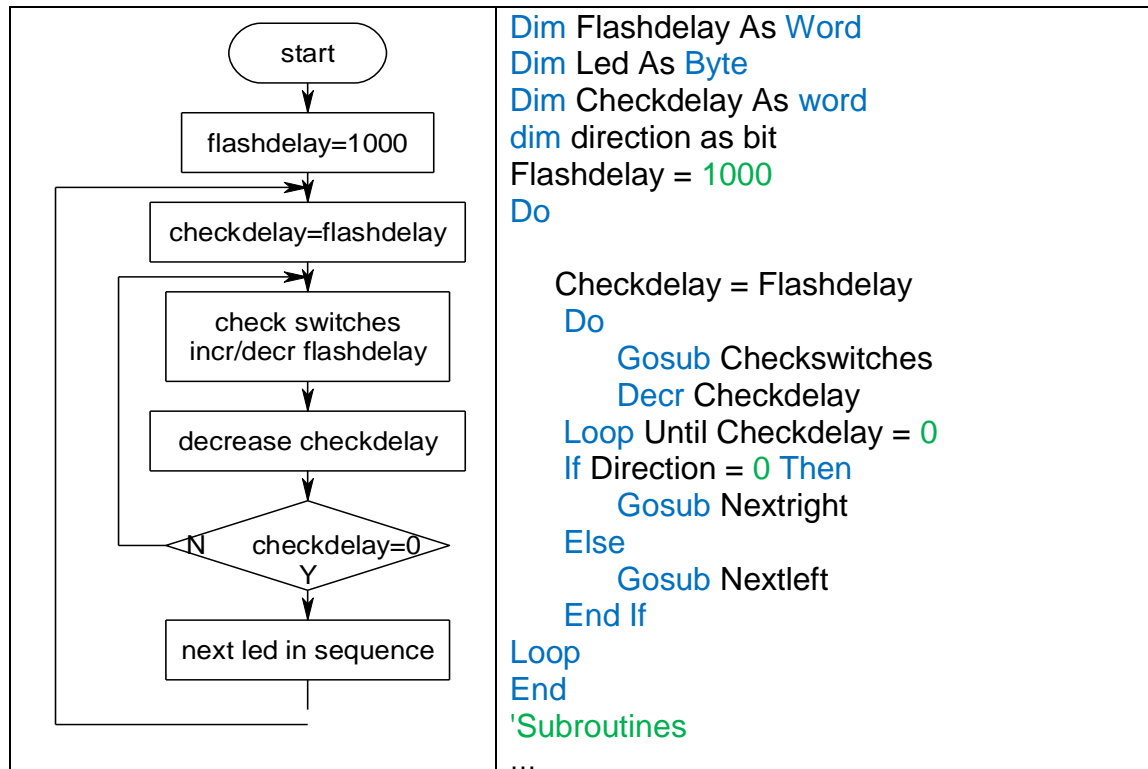 start
flashdelay=1000
checkdelay=flashdelay
check switches
incr/decr flashdelay
decrease checkdelay
N checkdelay=0
Y
next led in sequence
Dim Flashdelay As Word
Dim Led As Byte
Dim Checkdelay As word
dim direction as bit
Flashdelay = 1000
Do
Checkdelay = Flashdelay
Do
Gosub Checkswitches
Decr Checkdelay
Loop Until Checkdelay = 0
If Direction = 0 Then
Gosub Nextright
Else
Gosub Nextleft
End If
Loop
End
'Subroutines
...